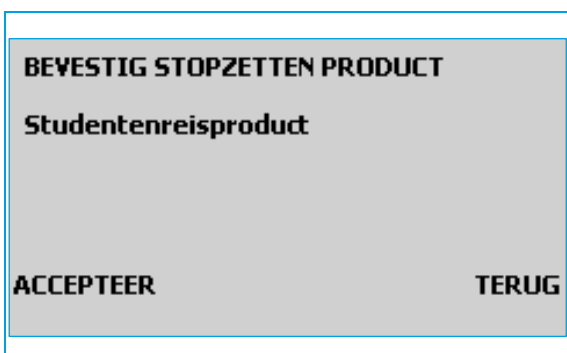 BEVESTIG STOPZETTEN PRODUCT
Studentenreisproduct
ACCEPTEER TERUG